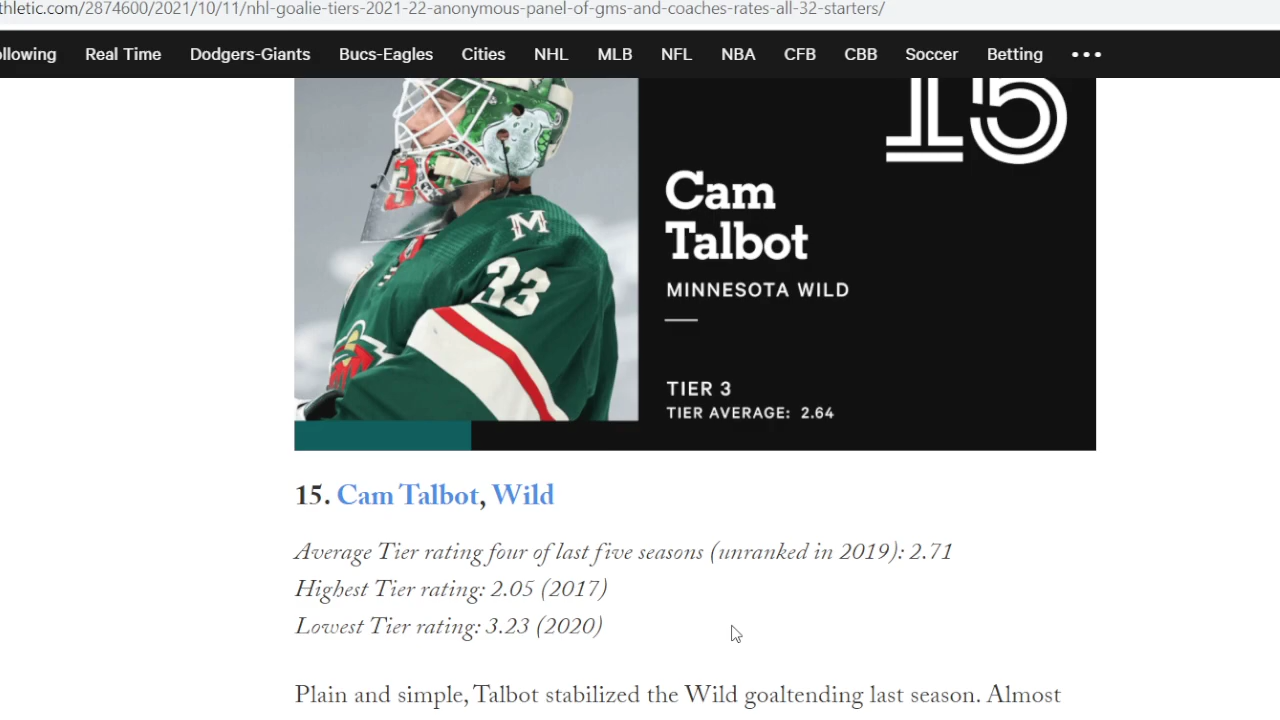 thletic.com/2874600/2021/10/11/nhl-goalie-tiers-2021-22-anonymous-panel-of-gms-and-coaches-rates-all-32-starters/
ollowing Real Time Dodgers-Giants Bucs-Eagles Cities NHL MLB NFL NBA CFB CBB Soccer Betting •••
15
Cam
Talbot
MINNESOTA WILD
TIER 3
TIER AVERAGE: 2.64
M
33
3
15. Cam Talbot, Wild
Average Tier rating four of last five seasons (unranked in 2019): 2.71
Highest Tier rating: 2.05 (2017)
Lowest Tier rating: 3.23 (2020)
Plain and simple, Talbot stabilized the Wild goaltending last season. Almost